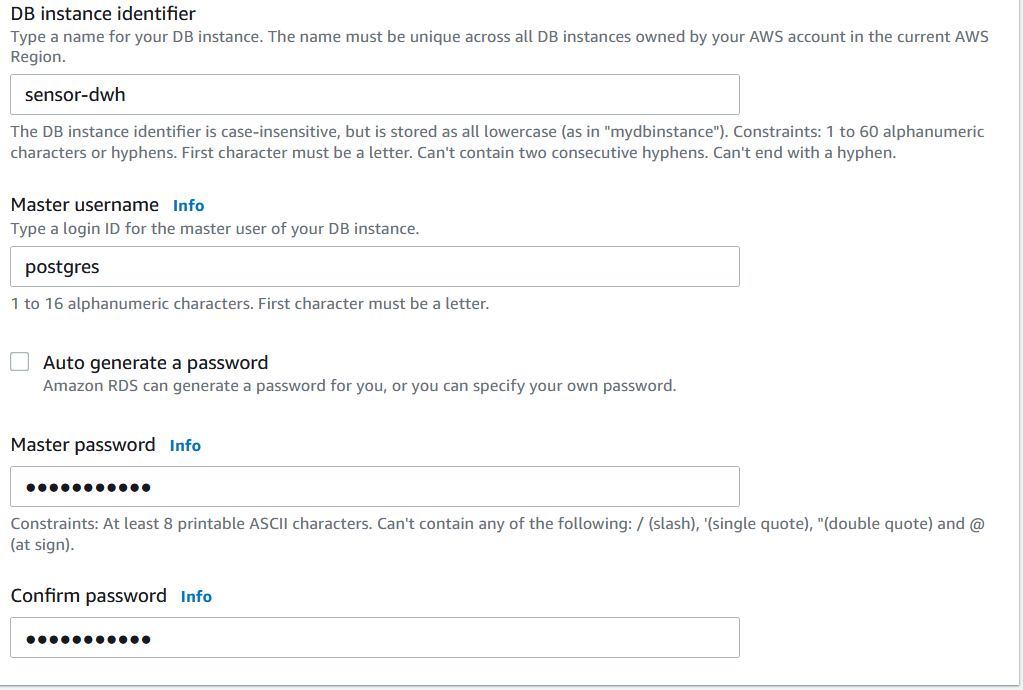 DB instance identifier
Type a name for your DB instance. The name must be unique across all DB instances owned by your AWS account in the current AWS
Region.
sensor-dwh
The DB instance identifier is case-insensitive, but is stored as all lowercase (as in "mydbinstance"). Constraints: 1 to 60 alphanumeric
characters or hyphens. First character must be a letter. Can't contain two consecutive hyphens. Can't end with a hyphen.
Master username Info
Type a login ID for the master user of your DB instance.
postgres
1 to 16 alphanumeric characters. First character must be a letter.
Auto generate a password
Amazon RDS can generate a password for you, or you can specify your own password.
Master password Info
•••••••••••
Constraints: At least 8 printable ASCII characters. Can't contain any of the following: / (slash), '(single quote), "(double quote) and @
(at sign).
Confirm password Info
•••••••••••